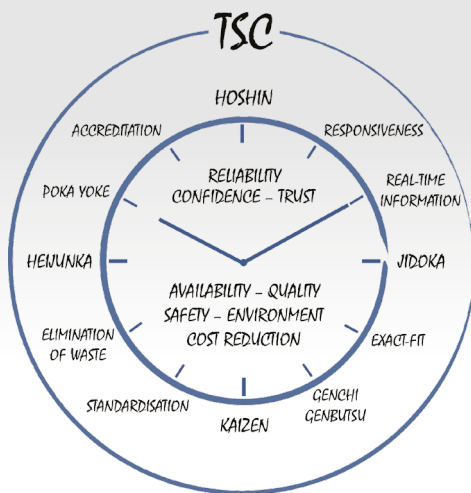 TSC
HOSHIN
ACCREDITATION
RESPONSIVENESS
RELIABILITY
CONFIDENCE – TRUST
POKA YOKE
REAL-TIME
INFORMATION
HEIJUNKA
JIDOKA
AVAILABILITY – QUALITY
SAFETY – ENVIRONMENT
COST REDUCTION
ELIMINATION
OF WASTE
EXACT-FIT
STANDARDISATION
GENCHI
GENBUTSU
KAIZEN